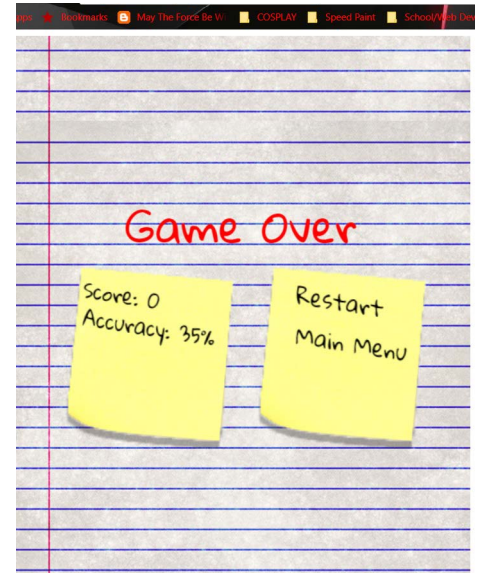 pps Bookmarks May The Force Be W COSPLAY Speed Paint School/Web Dev
Game Over
Score: 0
Accuracy: 35%
Restart
Main Menu